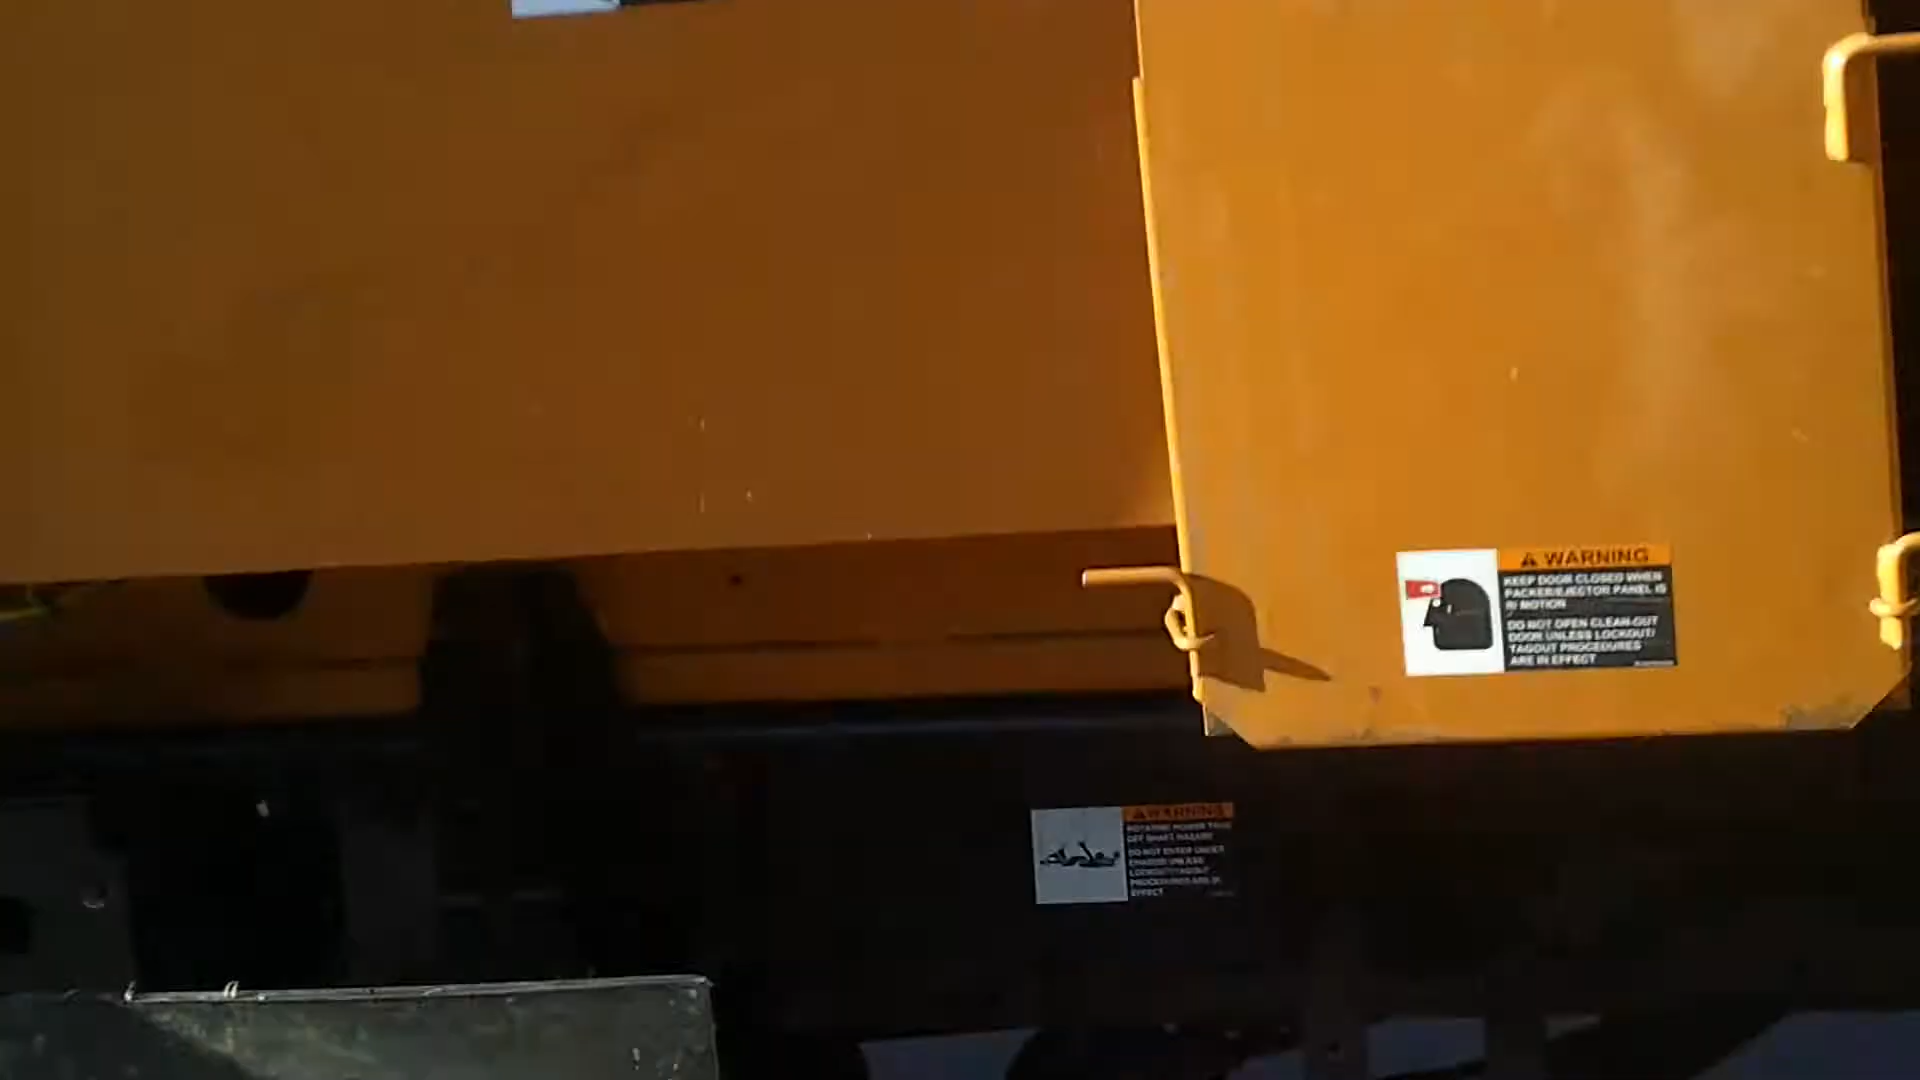 WARNING
KEEP DOOR CLOSED WHEN
PACKER/EJECTOR PANEL IS
IN MOTION
DO NOT OPEN CLEAN-OUT
DOOR UNLESS LOCKOUT/
TAGOUT PROCEDURES
ARE IN EFFECT
WARNING
ROTATING POWER TAKE
OFF SHAFT HAZARD
DO NOT ENTER UNDER
CHASSIS UNLESS
LOCKOUT/TAGOUT
PROCEDURES ARE IN
EFFECT